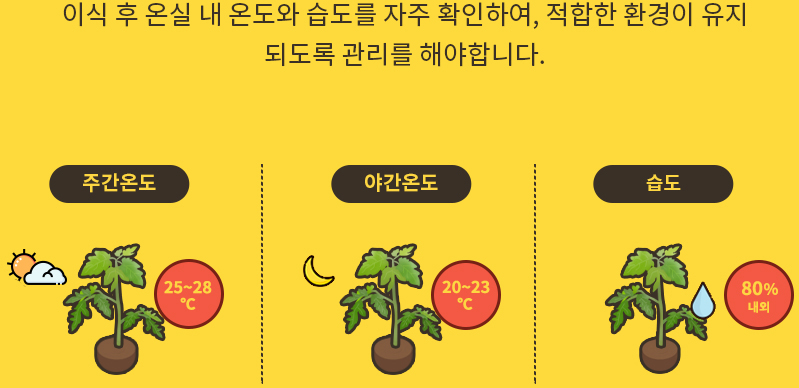 이식 후 온실 내 온도와 습도를 자주 확인하여, 적합한 환경이 유지
되도록 관리를 해야합니다.
주간온도
야간온도
습도
25~28
℃
20~23
℃
80%
내외